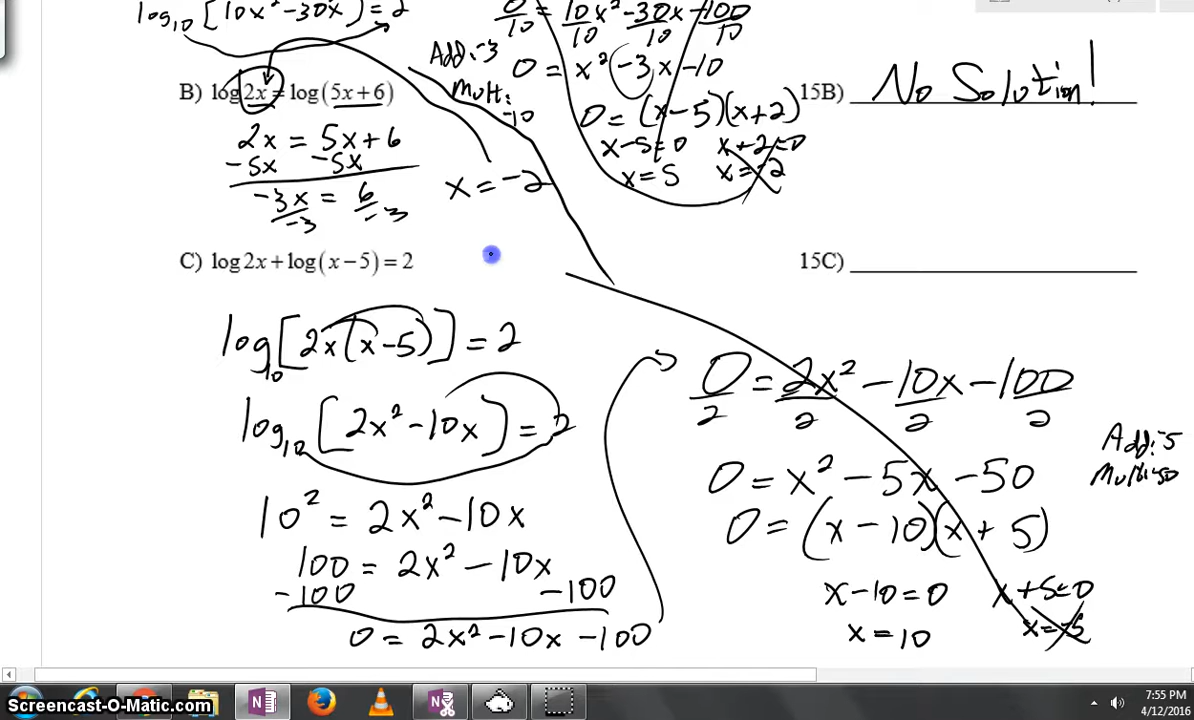 log10 [10x² - 30x] = 2
0/10 = 10x²/10 - 30x/10 - 100/10
Add: -3
Mult: -10
0 = x² - 3x - 10
0 = (x-5)(x+2)
x-5=0 x+2=0
x=5 x=-2
B) log 2x = log(5x+6)
2x = 5x+6
-5x -5x
-3x/-3 = 6/-3
x = -2
15B) No Solution!
C) log 2x + log(x-5) = 2
15C)
log10 [2x(x-5)] = 2
log10 [2x² - 10x] = 2
10² = 2x² - 10x
100 = 2x² - 10x
-100 -100
0 = 2x² - 10x - 100
0/2 = 2x²/2 - 10x/2 - 100/2
Add: -5
Mult: -50
0 = x² - 5x - 50
0 = (x - 10)(x + 5)
x-10=0 x+5=0
x=10 x=-5
Screencast-O-Matic.com
7:55 PM
4/12/2016